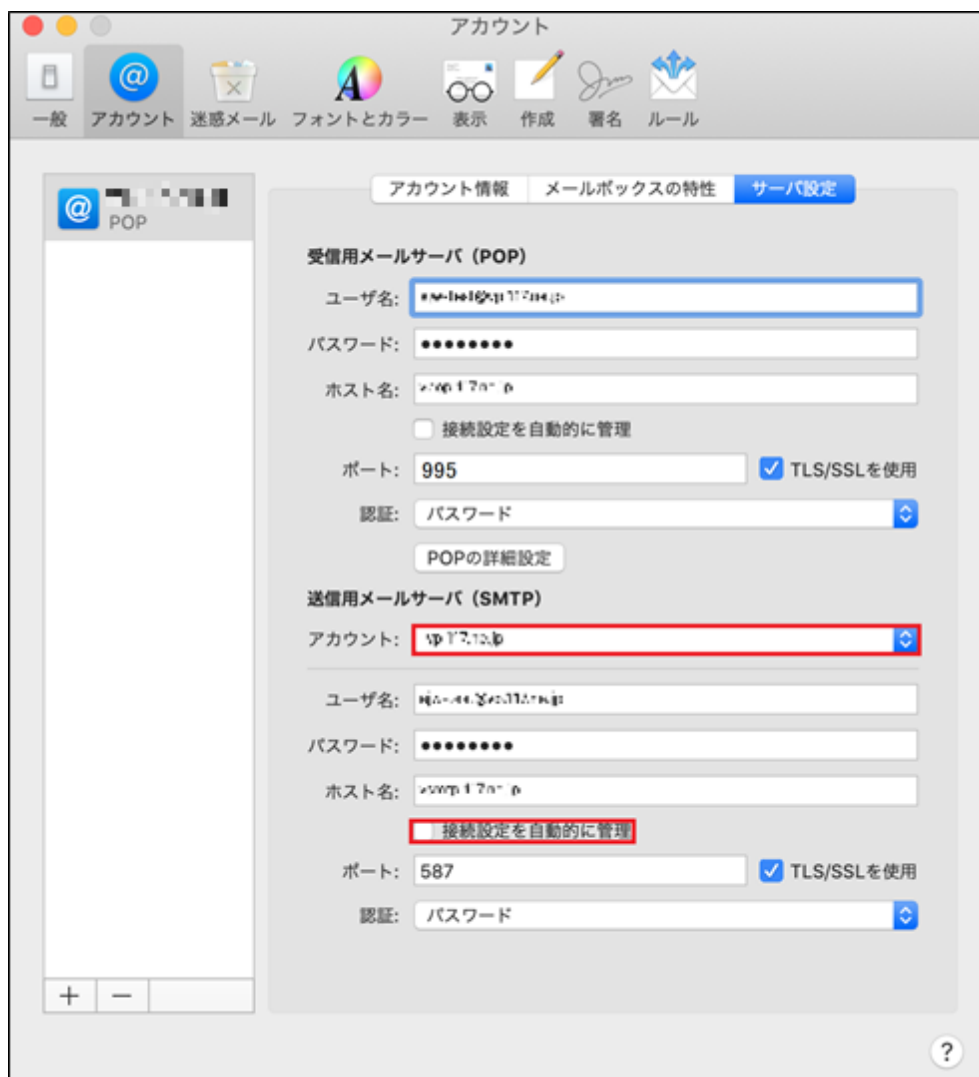 アカウント
一般 アカウント 迷惑メール フォントとカラー 表示 作成 署名 ルール
POP
アカウント情報 メールボックスの特性 サーバ設定
受信用メールサーバ（POP）
ユーザ名:
パスワード: ●●●●●●●●
ホスト名:
接続設定を自動的に管理
ポート: 995 TLS/SSLを使用
認証: パスワード
POPの詳細設定
送信用メールサーバ（SMTP）
アカウント:
ユーザ名:
パスワード: ●●●●●●●●
ホスト名:
接続設定を自動的に管理
ポート: 587 TLS/SSLを使用
認証: パスワード
+ −
?